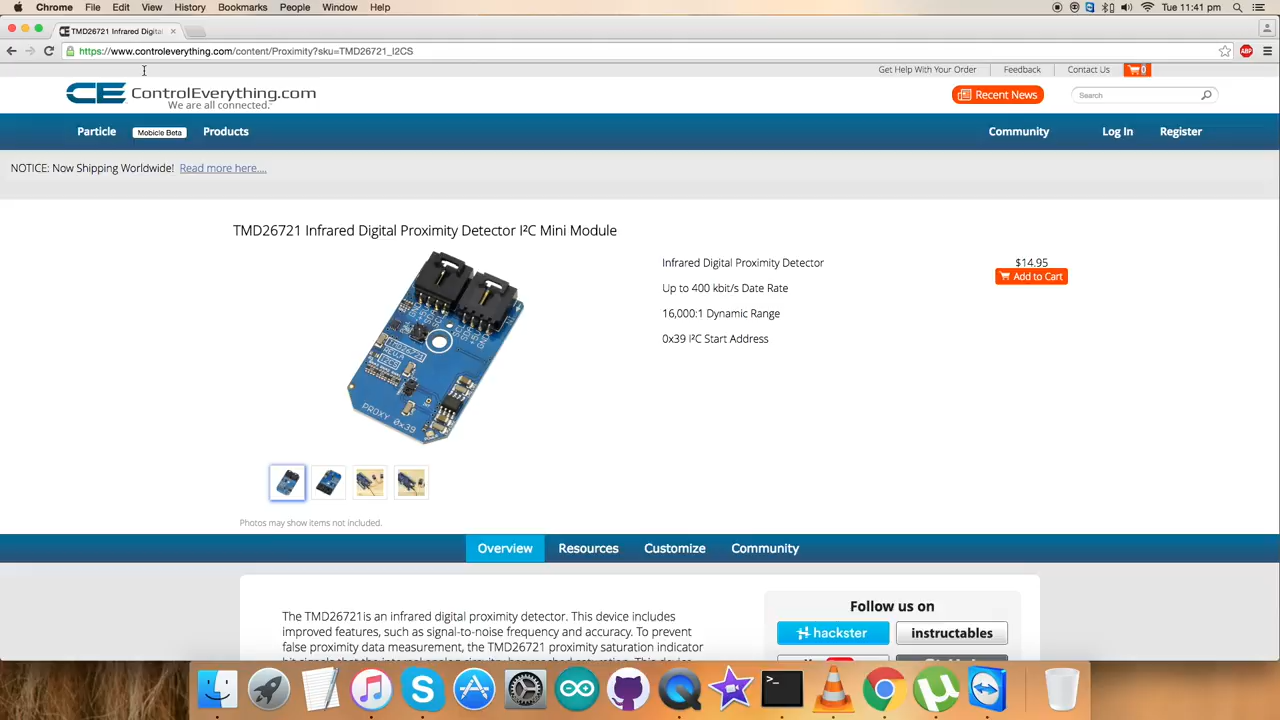 Chrome File Edit View History Bookmarks People Window Help Tue 11:41 pm
TMD26721 Infrared Digital
https://www.controleverything.com/content/Proximity?sku=TMD26721_I2CS
ABP
Get Help With Your Order Feedback Contact Us 0
CE ControlEverything.com
We are all connected.
Recent News Search
Particle Mobicle Beta Products Community Log In Register
NOTICE: Now Shipping Worldwide! Read more here....
TMD26721 Infrared Digital Proximity Detector I²C Mini Module
Infrared Digital Proximity Detector
$14.95
Add to Cart
Up to 400 kbit/s Date Rate
16,000:1 Dynamic Range
0x39 I²C Start Address
TMD26721
REV.A
I2CS
PROXY 0x39
Photos may show items not included.
Overview Resources Customize Community
The TMD26721is an infrared digital proximity detector. This device includes
improved features, such as signal-to-noise frequency and accuracy. To prevent
false proximity data measurement, the TMD26721 proximity saturation indicator
Follow us on
hackster instructables